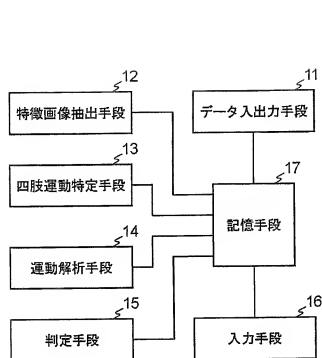 12
特徴画像抽出手段
11
データ入出力手段
13
四肢運動特定手段
17
記憶手段
14
運動解析手段
15
判定手段
16
入力手段